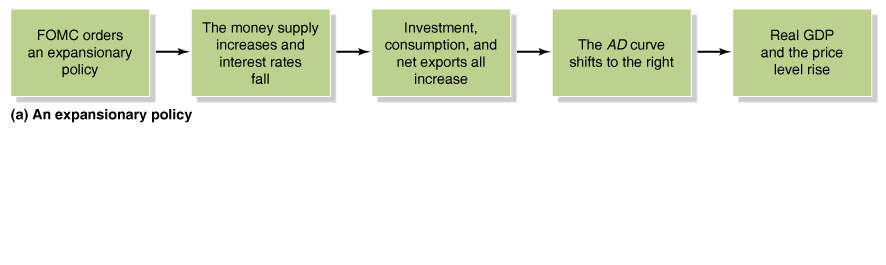 FOMC orders
an expansionary
policy
The money supply
increases and
interest rates
fall
Investment,
consumption, and
net exports all
increase
The AD curve
shifts to the right
Real GDP
and the price
level rise
(a) An expansionary policy